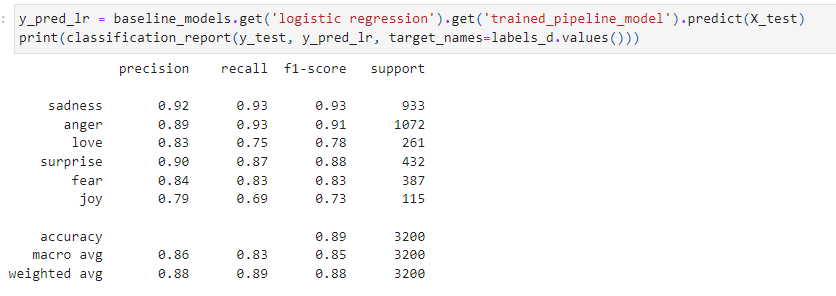 : y_pred_lr = baseline_models.get('logistic regression').get('trained_pipeline_model').predict(X_test)
print(classification_report(y_test, y_pred_lr, target_names=labels_d.values()))
precision recall f1-score support
sadness 0.92 0.93 0.93 933
anger 0.89 0.93 0.91 1072
love 0.83 0.75 0.78 261
surprise 0.90 0.87 0.88 432
fear 0.84 0.83 0.83 387
joy 0.79 0.69 0.73 115
accuracy 0.89 3200
macro avg 0.86 0.83 0.85 3200
weighted avg 0.88 0.89 0.88 3200